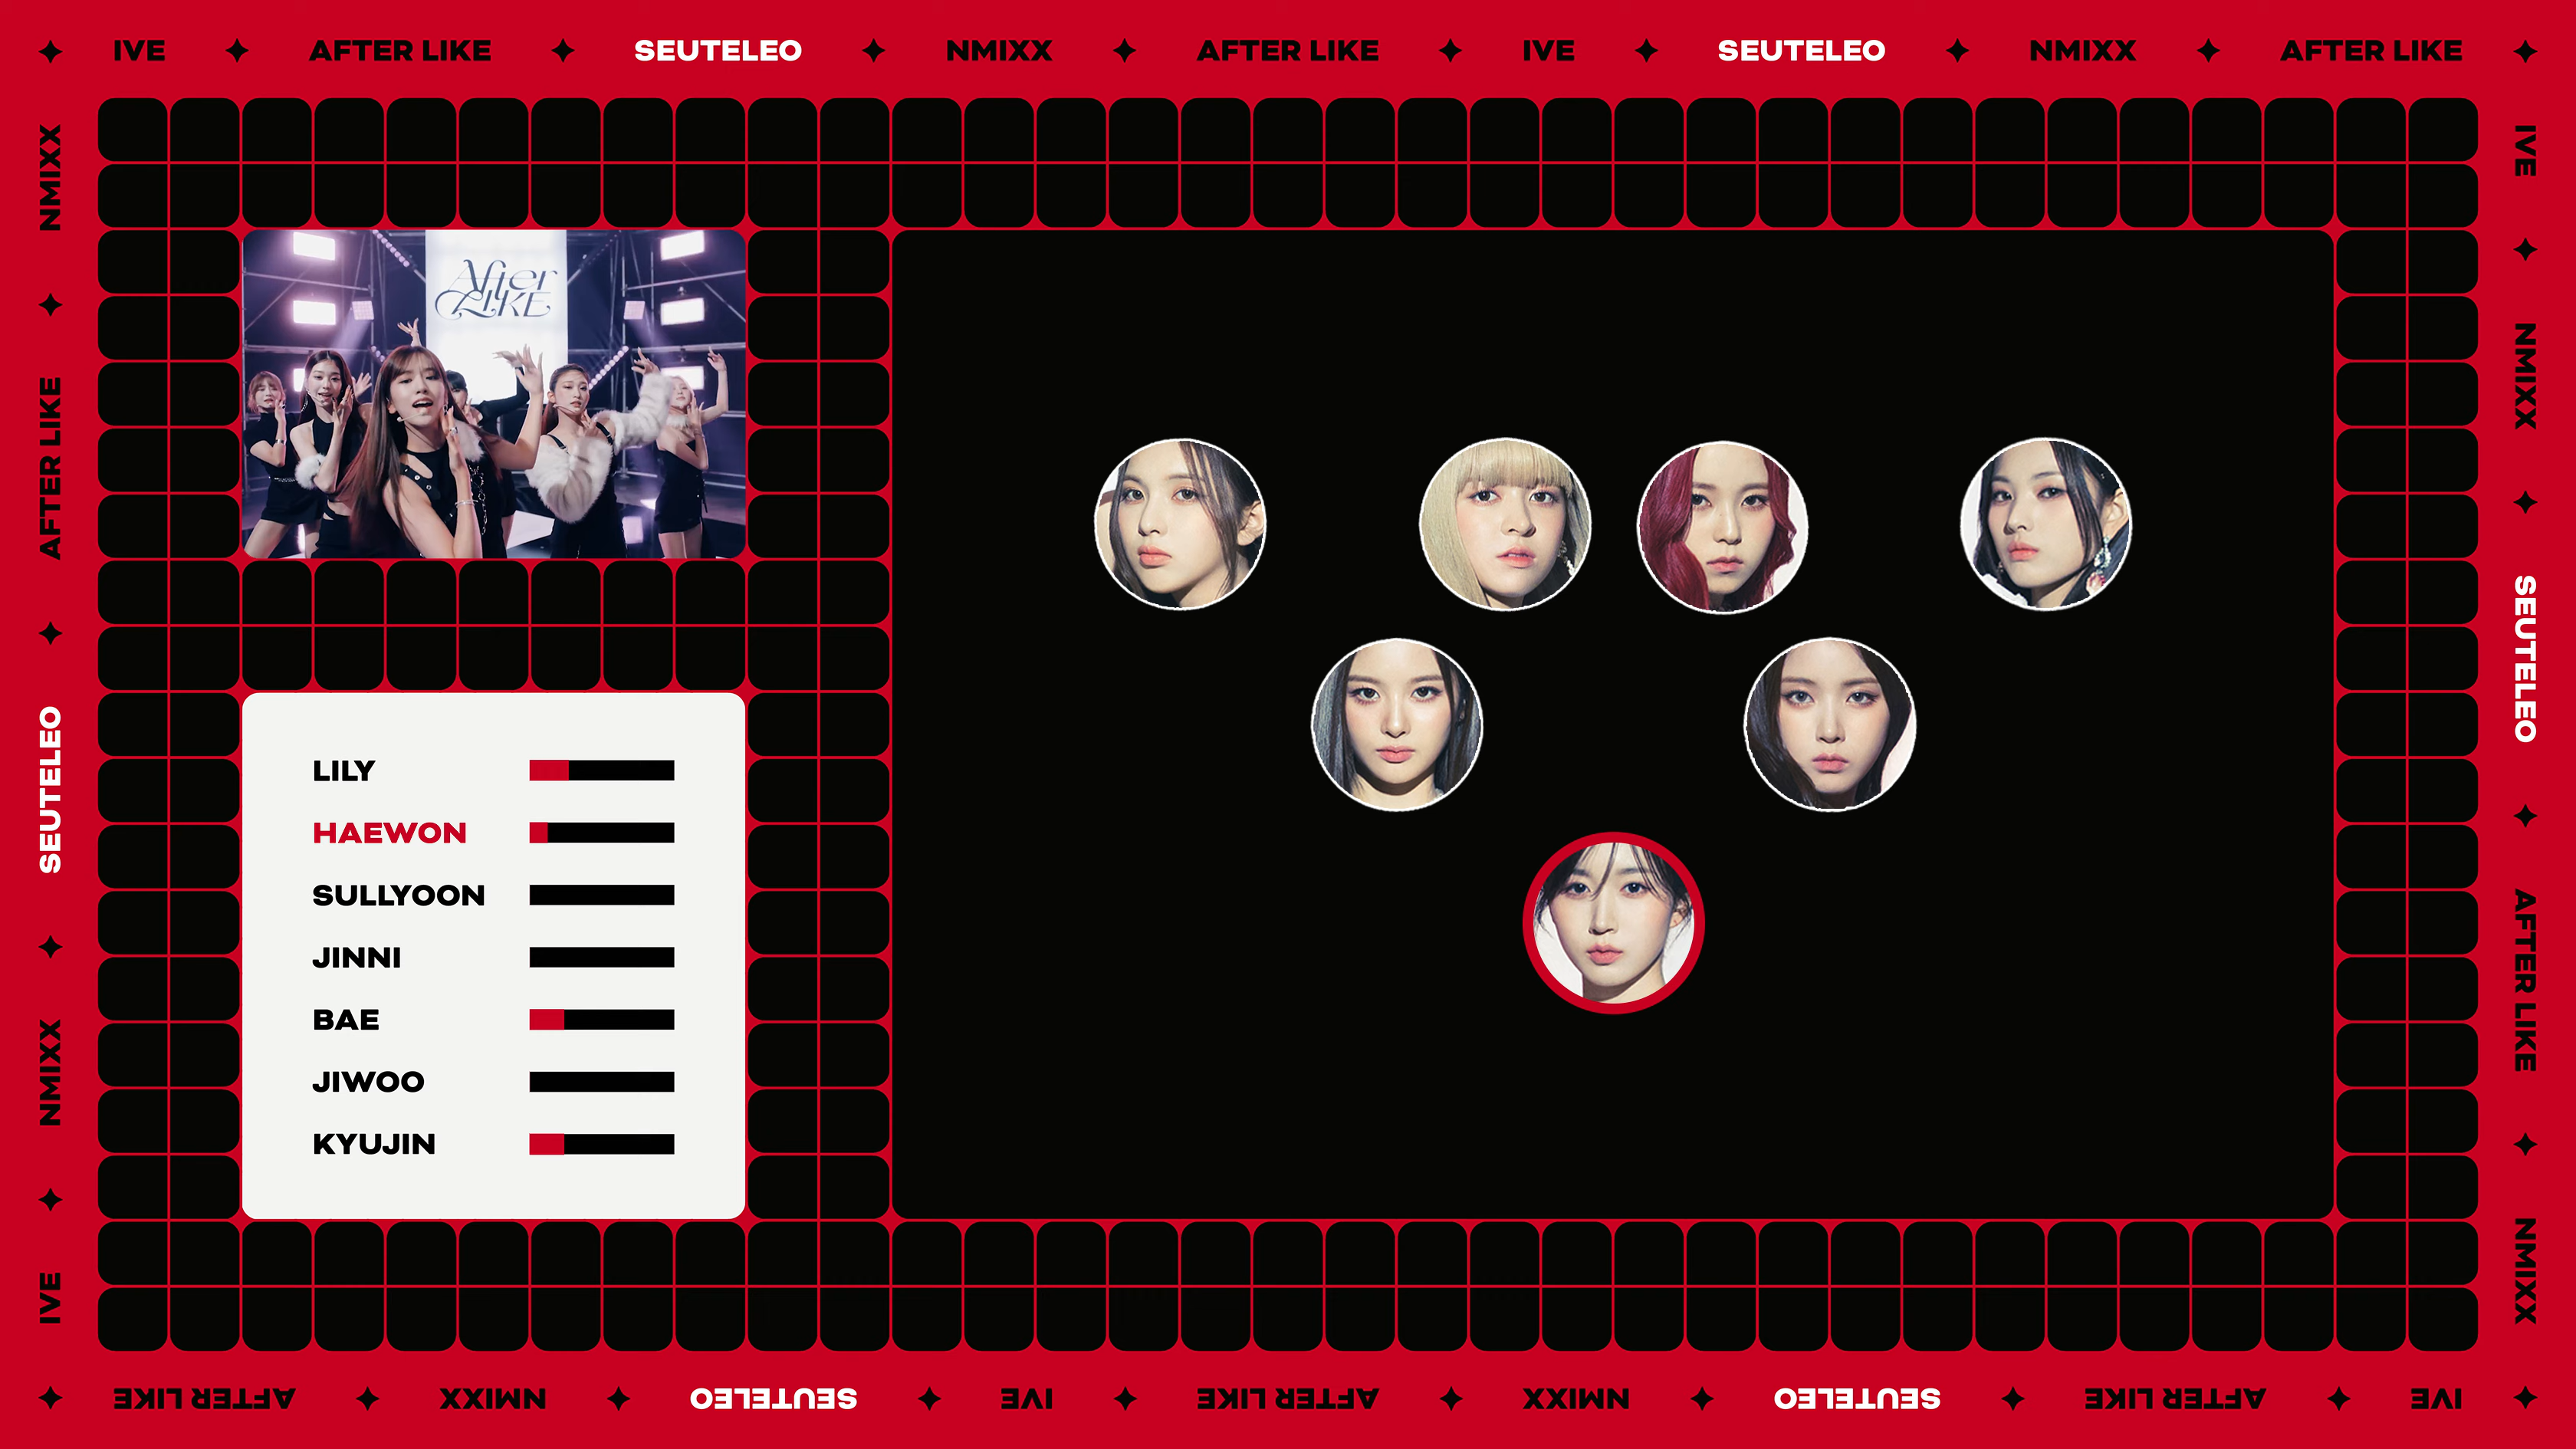 IVE ✦ AFTER LIKE ✦ SEUTELEO ✦ NMIXX ✦ AFTER LIKE ✦ IVE ✦ SEUTELEO ✦ NMIXX ✦ AFTER LIKE
After LIKE
LILY
HAEWON
SULLYOON
JINNI
BAE
JIWOO
KYUJIN
IVE ✦ NMIXX ✦ SEUTELEO ✦ AFTER LIKE ✦ NMIXX
IVE ✦ AFTER LIKE ✦ SEUTELEO ✦ NMIXX ✦ AFTER LIKE ✦ IVE ✦ SEUTELEO ✦ NMIXX ✦ AFTER LIKE
IVE ✦ NMIXX ✦ SEUTELEO ✦ AFTER LIKE ✦ NMIXX